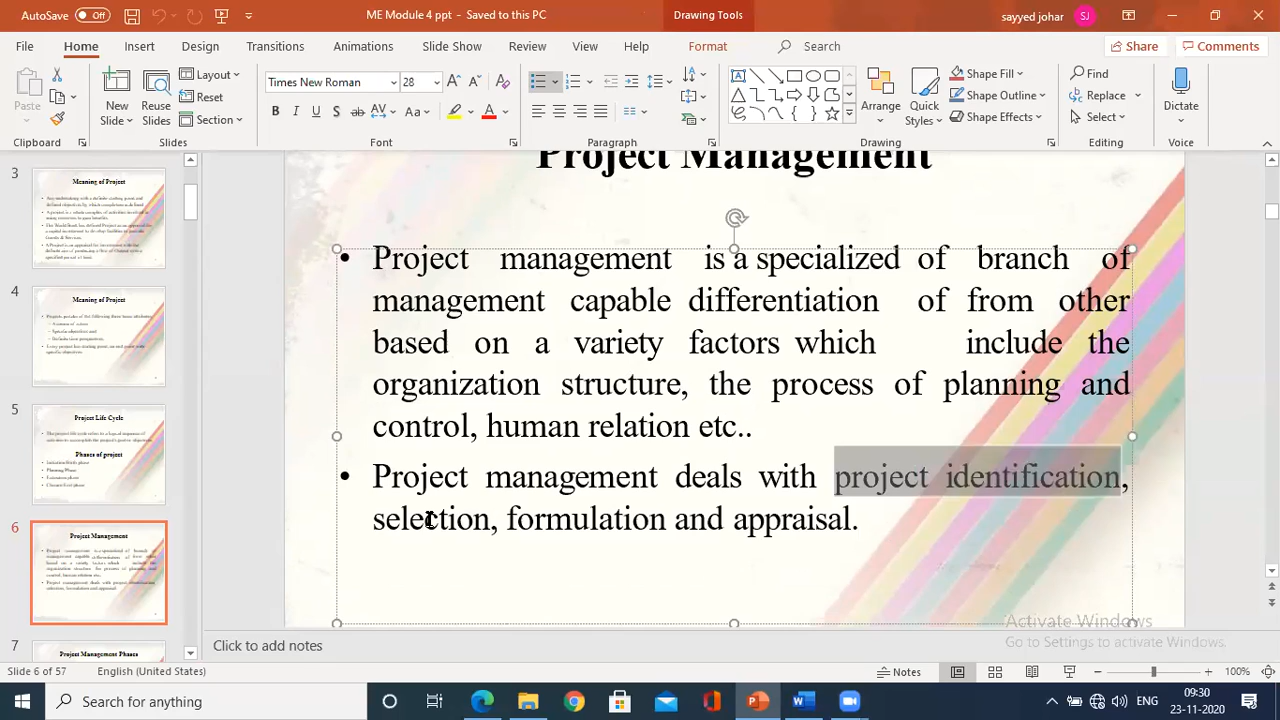 AutoSave Off ME Module 4 ppt - Saved to this PC Drawing Tools sayyed johar SJ
File Home Insert Design Transitions Animations Slide Show Review View Help Format Search Share Comments
Paste New Slide Reuse Slides Layout Reset Section Times New Roman 28 Arrange Quick Styles Shape Fill Shape Outline Shape Effects Find Replace Select Dictate
Clipboard Slides Font Paragraph Drawing Editing Voice
3
Meaning of Project
4
Meaning of Project
5
Project Life Cycle
Phases of project
6
Project Management
7
Project Management Phases
Project Management
• Project management is a specialized of branch of
management capable differentiation of from other
based on a variety factors which include the
organization structure, the process of planning and
control, human relation etc..
• Project management deals with project identification,
selection, formulation and appraisal.
Activate Windows
Go to Settings to activate Windows.
Click to add notes
Slide 6 of 57 English (United States) Notes 100%
Search for anything ENG 09:30
23-11-2020